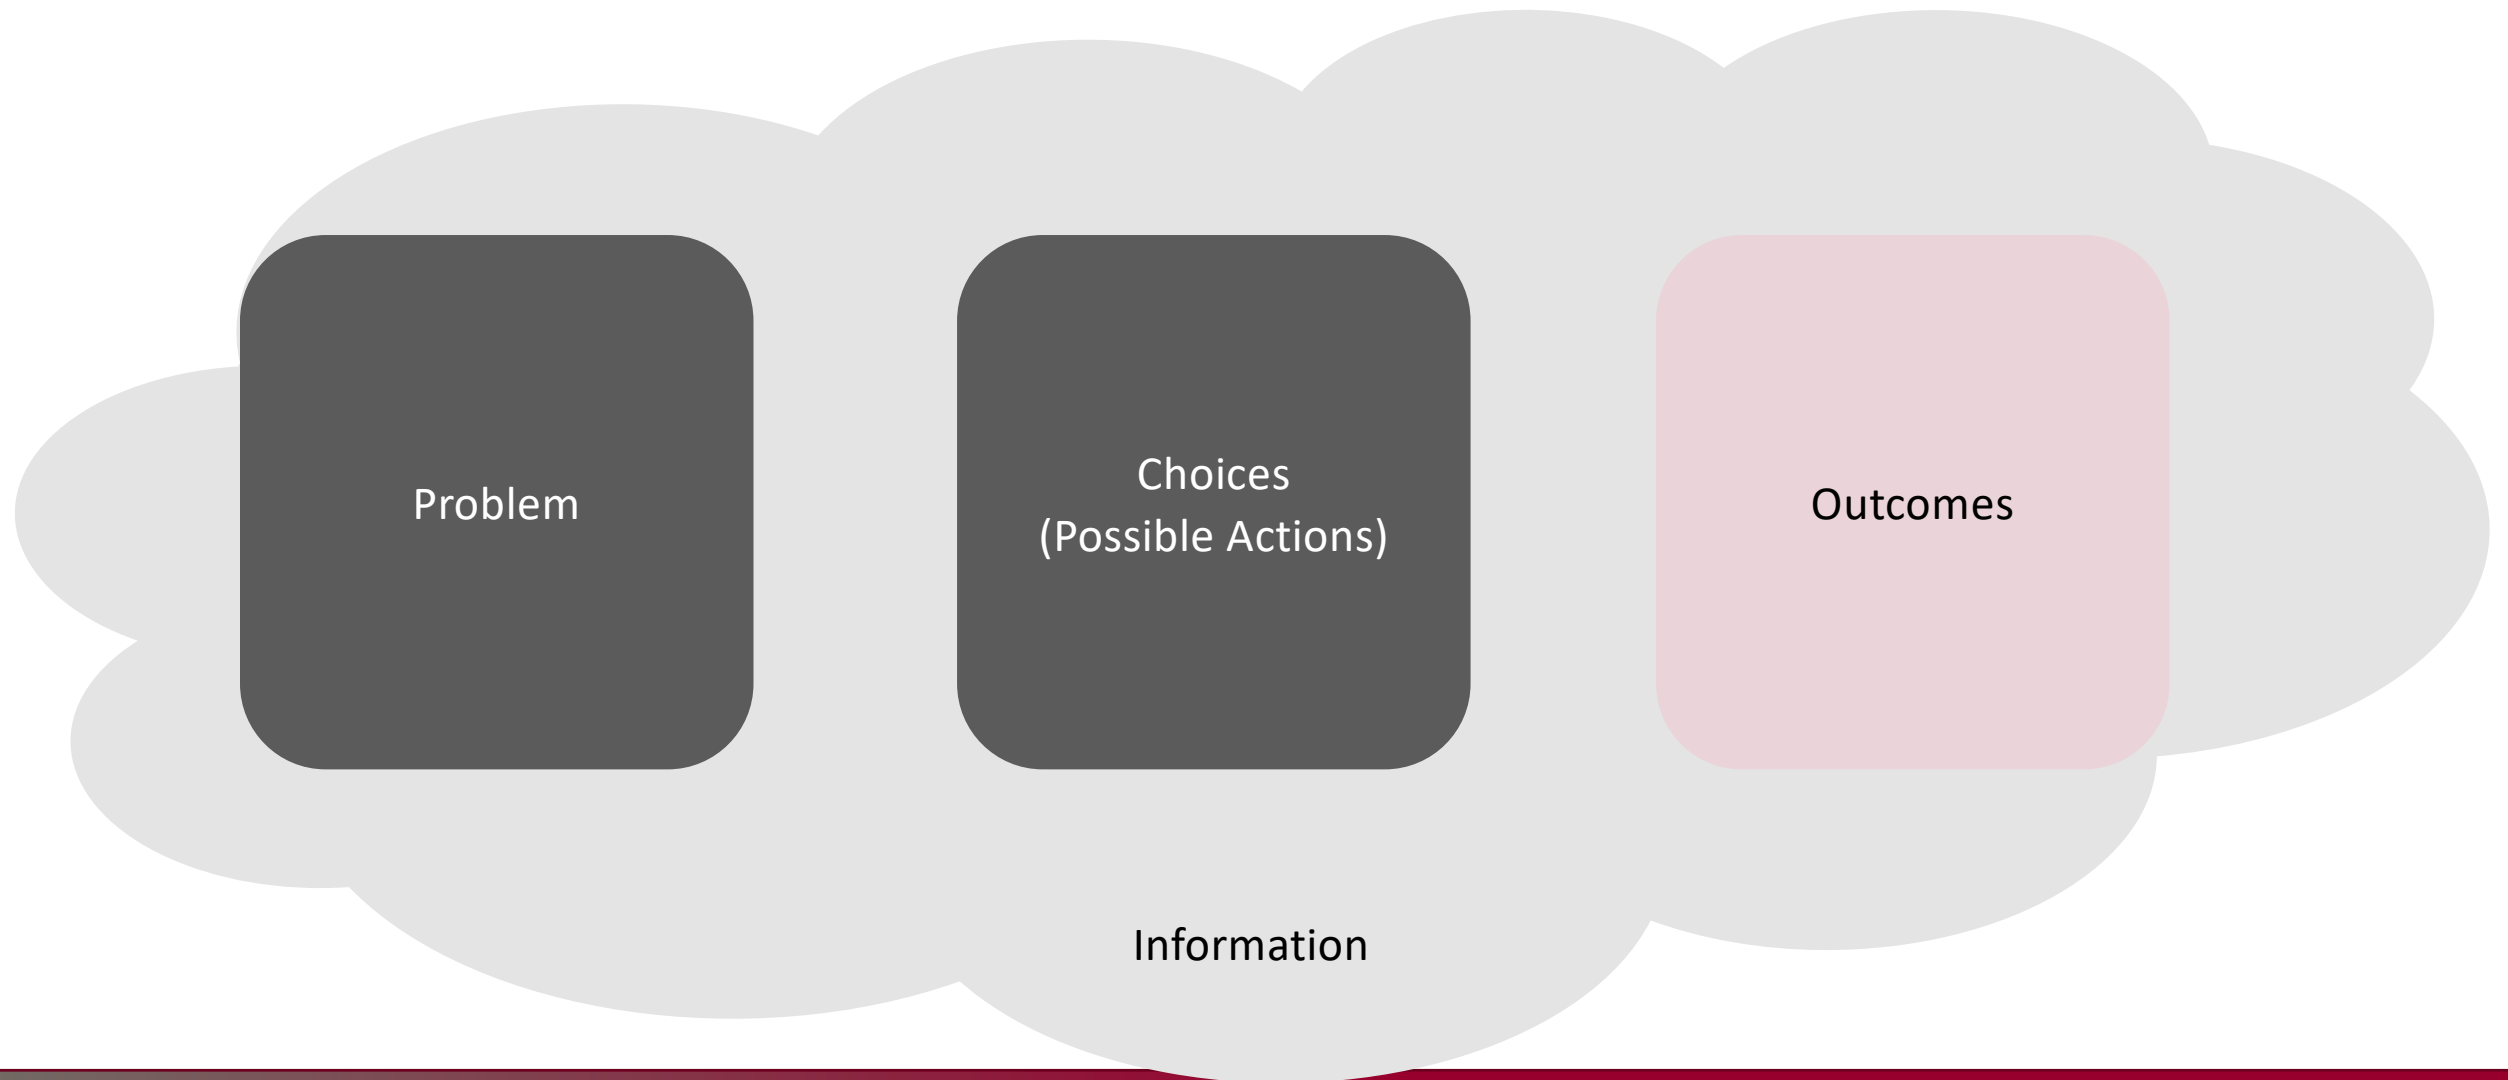 Problem
Choices
(Possible Actions)
Outcomes
Information